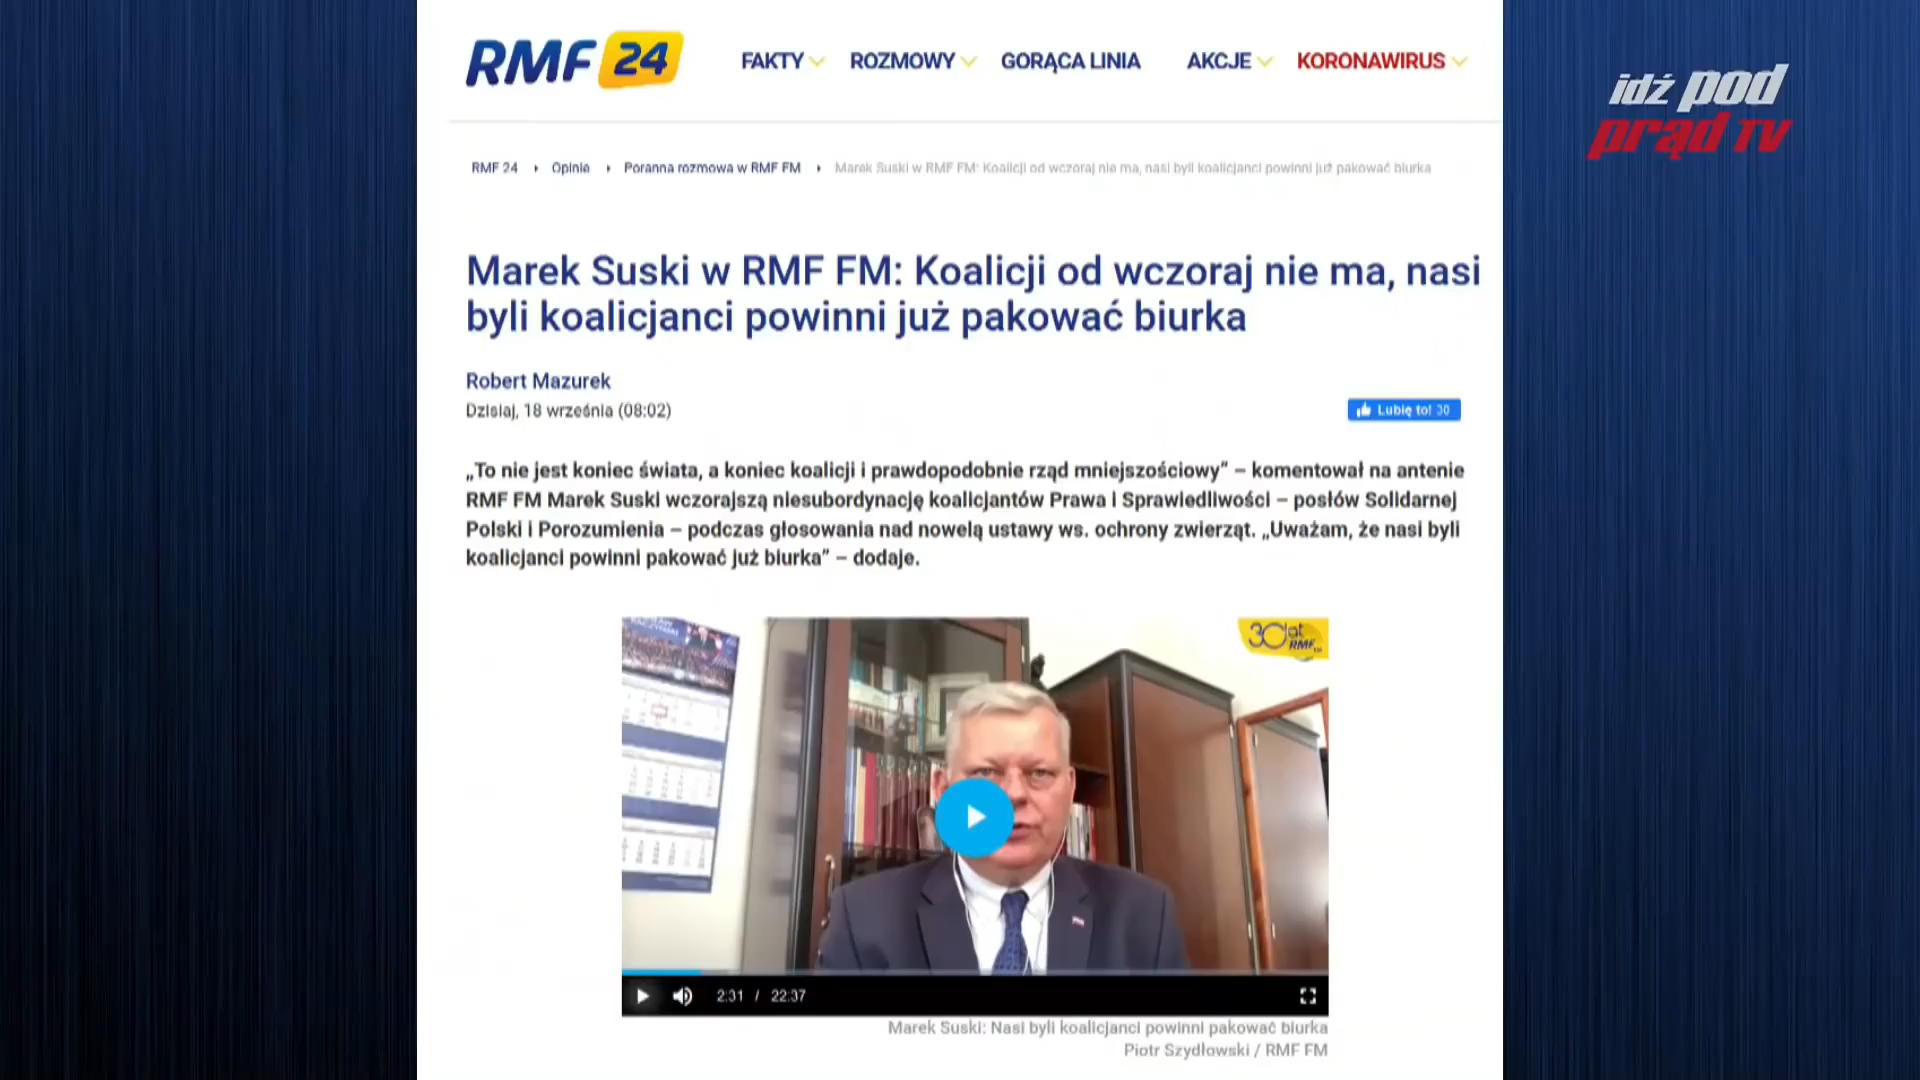 RMF 24
FAKTY
ROZMOWY
GORĄCA LINIA
AKCJE
KORONAWIRUS
idź pod
prąd TV
RMF 24 › Opinie › Poranna rozmowa w RMF FM › Marek Suski w RMF FM: Koalicji od wczoraj nie ma, nasi byli koalicjanci powinni już pakować biurka
Marek Suski w RMF FM: Koalicji od wczoraj nie ma, nasi
byli koalicjanci powinni już pakować biurka
Robert Mazurek
Dzisiaj, 18 września (08:02)
Lubię to! 30
„To nie jest koniec świata, a koniec koalicji i prawdopodobnie rząd mniejszościowy” – komentował na antenie
RMF FM Marek Suski wczorajszą niesubordynację koalicjantów Prawa i Sprawiedliwości – posłów Solidarnej
Polski i Porozumienia – podczas głosowania nad nowelą ustawy ws. ochrony zwierząt. „Uważam, że nasi byli
koalicjanci powinni pakować już biurka” – dodaje.
30 lat
RMF FM
2:31 / 22:37
Marek Suski: Nasi byli koalicjanci powinni pakować biurka
Piotr Szydłowski / RMF FM